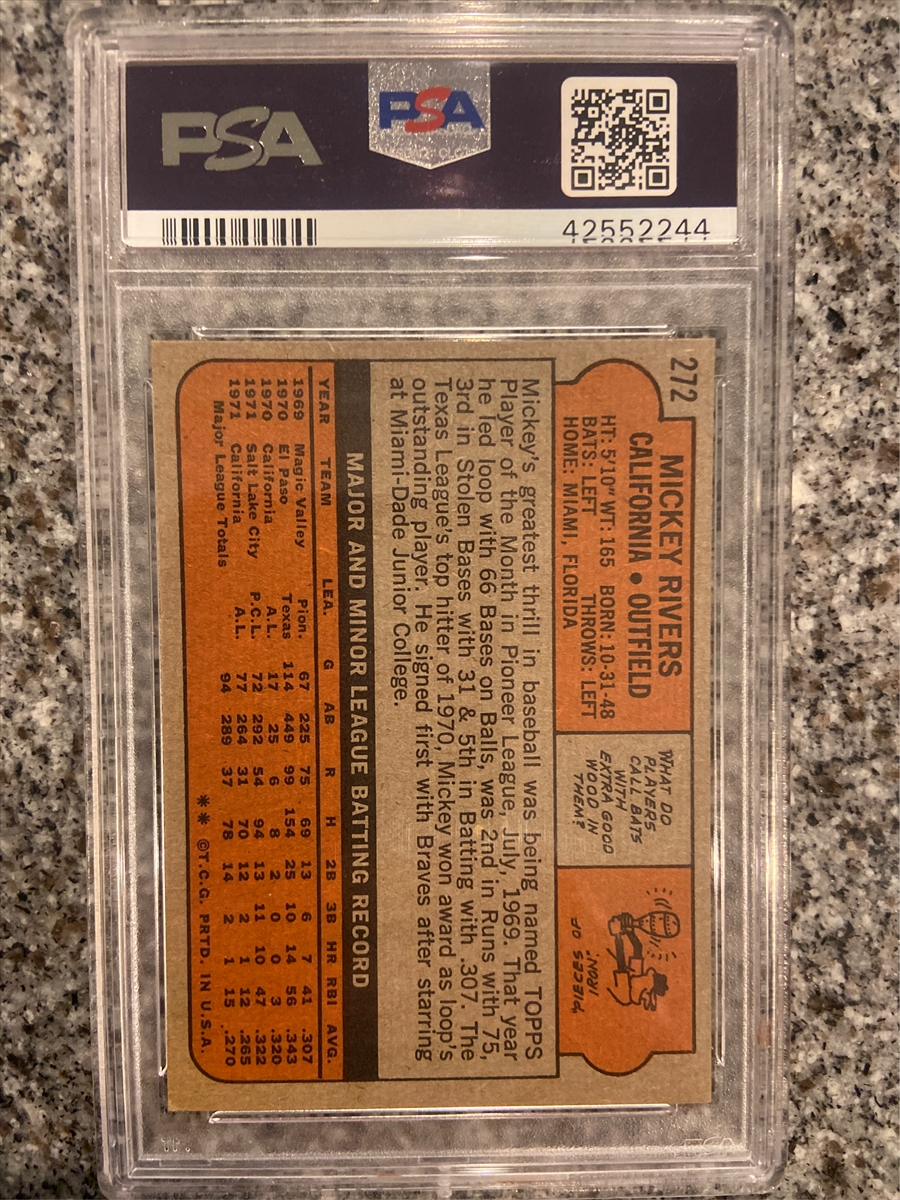 PSA
PSA
42552244
272
MICKEY RIVERS
CALIFORNIA • OUTFIELD
HT: 5'10" WT: 165 BORN: 10-31-48
BATS: LEFT THROWS: LEFT
HOME: MIAMI, FLORIDA
WHAT DO
PLAYERS
CALL BATS
WITH
EXTRA GOOD
WOOD IN
THEM?
"PIECES OF
IRON."
Mickey's greatest thrill in baseball was being named TOPPS
Player of the Month in Pioneer League, July, 1969. That year
he led loop with 66 Bases on Balls, was 2nd in Runs with 75,
3rd in Stolen Bases with 31 & 5th in Batting with .307. The
Texas League's top hitter of 1970, Mickey won award as loop's
outstanding player. He signed first with Braves after starring
at Miami-Dade Junior College.
MAJOR AND MINOR LEAGUE BATTING RECORD
YEAR TEAM LEA. G AB R H 2B 3B HR RBI AVG.
1969 Magic Valley Pion. 67 225 75 69 13 6 7 41 .307
1970 El Paso Texas 114 449 99 154 25 10 14 56 .343
1970 California A.L. 17 25 6 8 2 0 0 3 .320
1971 Salt Lake City P.C.L. 72 292 54 94 13 11 10 47 .322
1971 California A.L. 77 264 31 70 12 2 1 12 .265
Major League Totals 94 289 37 78 14 2 1 15 .270
** ©T.C.G. PRTD. IN U.S.A.
PSA